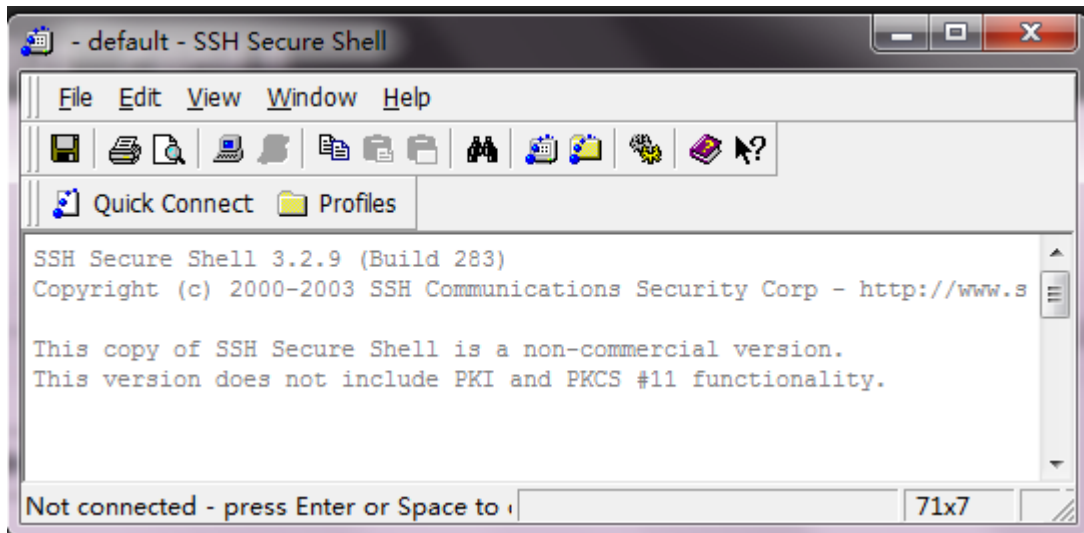 - default - SSH Secure Shell
File Edit View Window Help
Quick Connect Profiles
SSH Secure Shell 3.2.9 (Build 283)
Copyright (c) 2000-2003 SSH Communications Security Corp - http://www.s
This copy of SSH Secure Shell is a non-commercial version.
This version does not include PKI and PKCS #11 functionality.
Not connected - press Enter or Space to
71x7